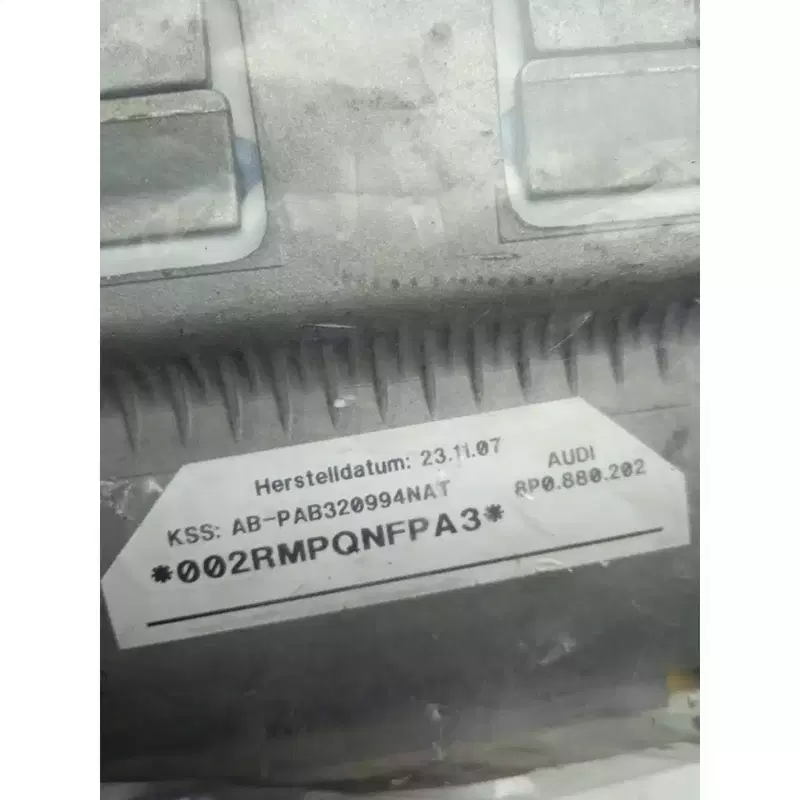 Herstelldatum: 23.11.07
AUDI
KSS: AB-PAB320994NAT
8P0.880.202
*002RMPQNFPA3*